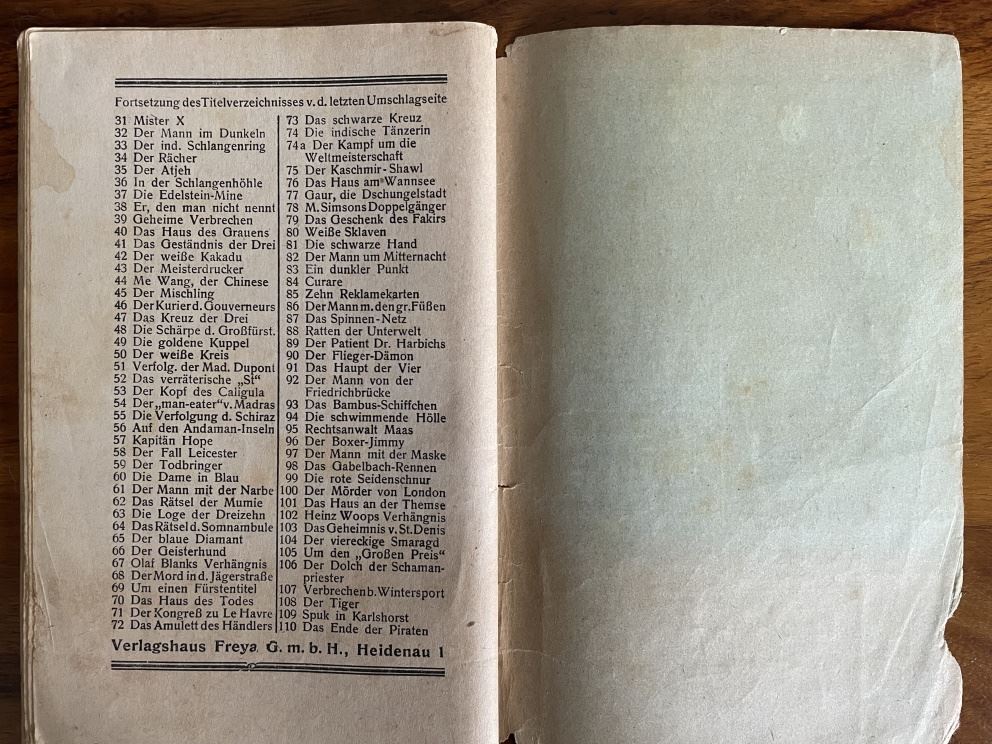 Fortsetzung des Titelverzeichnisses v. d. letzten Umschlagseite
31 Mister X
32 Der Mann im Dunkeln
33 Der ind. Schlangenring
34 Der Rächer
35 Der Atjeh
36 In der Schlangenhöhle
37 Die Edelstein-Mine
38 Er, den man nicht nennt
39 Geheime Verbrechen
40 Das Haus des Grauens
41 Das Geständnis der Drei
42 Der weiße Kakadu
43 Der Meisterdrucker
44 Me Wang, der Chinese
45 Der Mischling
46 Der Kurier d. Gouverneurs
47 Das Kreuz der Drei
48 Die Schärpe d. Großfürst.
49 Die goldene Kuppel
50 Der weiße Kreis
51 Verfolg. der Mad. Dupont
52 Das verräterische „St“
53 Der Kopf des Caligula
54 Der „man-eater“ v. Madras
55 Die Verfolgung d. Schiraz
56 Auf den Andaman-Inseln
57 Kapitän Hope
58 Der Fall Leicester
59 Der Todbringer
60 Die Dame in Blau
61 Der Mann mit der Narbe
62 Das Rätsel der Mumie
63 Die Loge der Dreizehn
64 Das Rätsel d. Somnambule
65 Der blaue Diamant
66 Der Geisterhund
67 Olaf Blanks Verhängnis
68 Der Mord in d. Jägerstraße
69 Um einen Fürstentitel
70 Das Haus des Todes
71 Der Kongreß zu Le Havre
72 Das Amulett des Händlers
73 Das schwarze Kreuz
74 Die indische Tänzerin
74a Der Kampf um die
Weltmeisterschaft
75 Der Kaschmir-Shawl
76 Das Haus am Wannsee
77 Gaur, die Dschungelstadt
78 M. Simsons Doppelgänger
79 Das Geschenk des Fakirs
80 Weiße Sklaven
81 Die schwarze Hand
82 Der Mann um Mitternacht
83 Ein dunkler Punkt
84 Curare
85 Zehn Reklamekarten
86 Der Mann m. den gr. Füßen
87 Das Spinnen-Netz
88 Ratten der Unterwelt
89 Der Patient Dr. Harbichs
90 Der Flieger-Dämon
91 Das Haupt der Vier
92 Der Mann von der
Friedrichbrücke
93 Das Bambus-Schiffchen
94 Die schwimmende Hölle
95 Rechtsanwalt Maas
96 Der Boxer-Jimmy
97 Der Mann mit der Maske
98 Das Gabelbach-Rennen
99 Die rote Seidenschnur
100 Der Mörder von London
101 Das Haus an der Themse
102 Heinz Woops Verhängnis
103 Das Geheimnis v. St. Denis
104 Der viereckige Smaragd
105 Um den „Großen Preis“
106 Der Dolch der Schaman-
priester
107 Verbrechen b. Wintersport
108 Der Tiger
109 Spuk in Karlshorst
110 Das Ende der Piraten
Verlagshaus Freya G. m. b. H., Heidenau 1